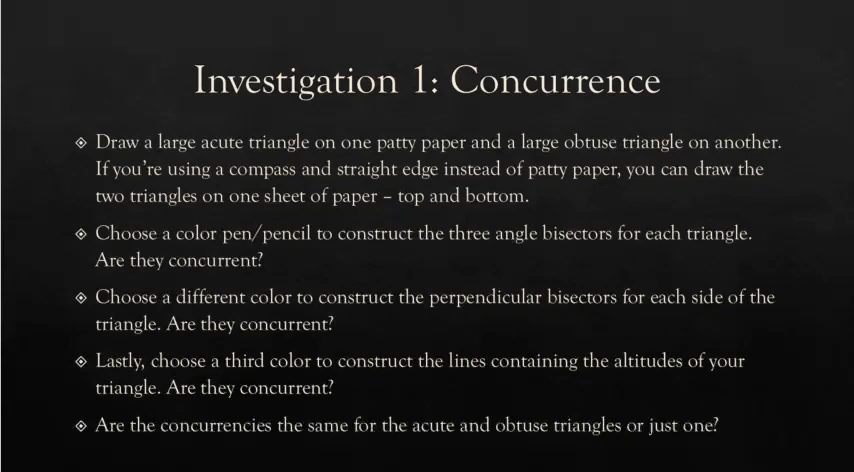 Investigation 1: Concurrence
Draw a large acute triangle on one patty paper and a large obtuse triangle on another.
If you're using a compass and straight edge instead of patty paper, you can draw the
two triangles on one sheet of paper – top and bottom.
Choose a color pen/pencil to construct the three angle bisectors for each triangle.
Are they concurrent?
Choose a different color to construct the perpendicular bisectors for each side of the
triangle. Are they concurrent?
Lastly, choose a third color to construct the lines containing the altitudes of your
triangle. Are they concurrent?
Are the concurrencies the same for the acute and obtuse triangles or just one?